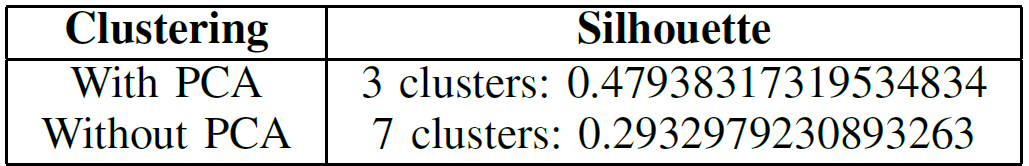 Clustering Silhouette
With PCA 3 clusters: 0.47938317319534834
Without PCA 7 clusters: 0.2932979230893263